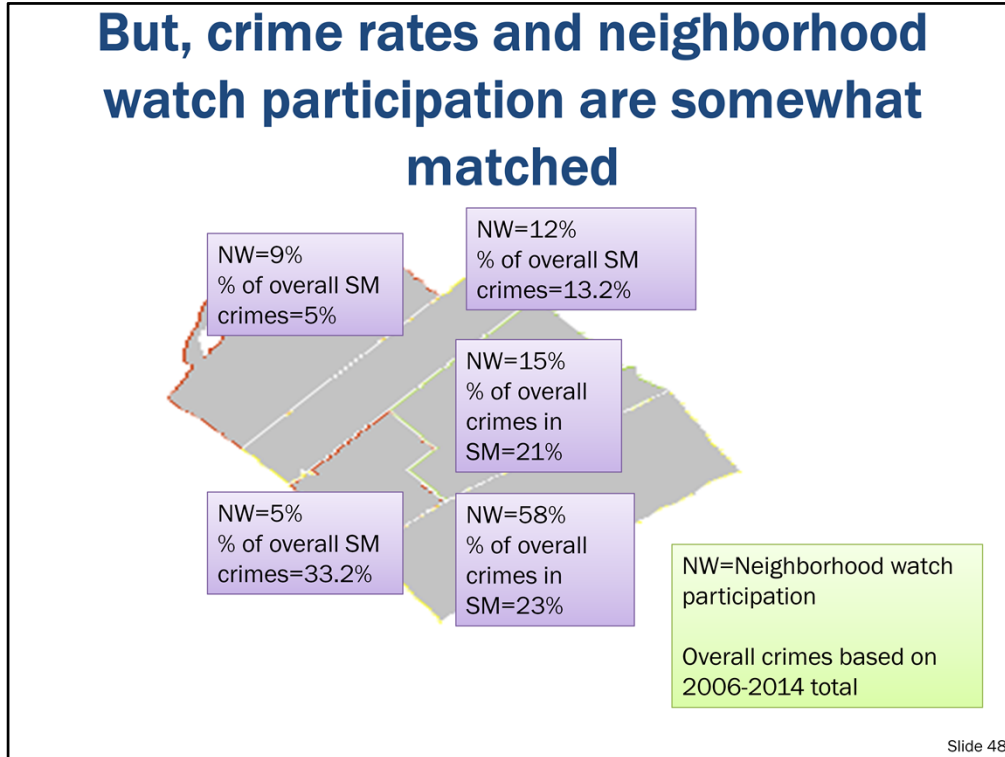 But, crime rates and neighborhood
watch participation are somewhat
matched
NW=9%
% of overall SM
crimes=5%
NW=12%
% of overall SM
crimes=13.2%
NW=15%
% of overall
crimes in
SM=21%
NW=5%
% of overall SM
crimes=33.2%
NW=58%
% of overall
crimes in
SM=23%
NW=Neighborhood watch
participation
Overall crimes based on
2006-2014 total
Slide 48